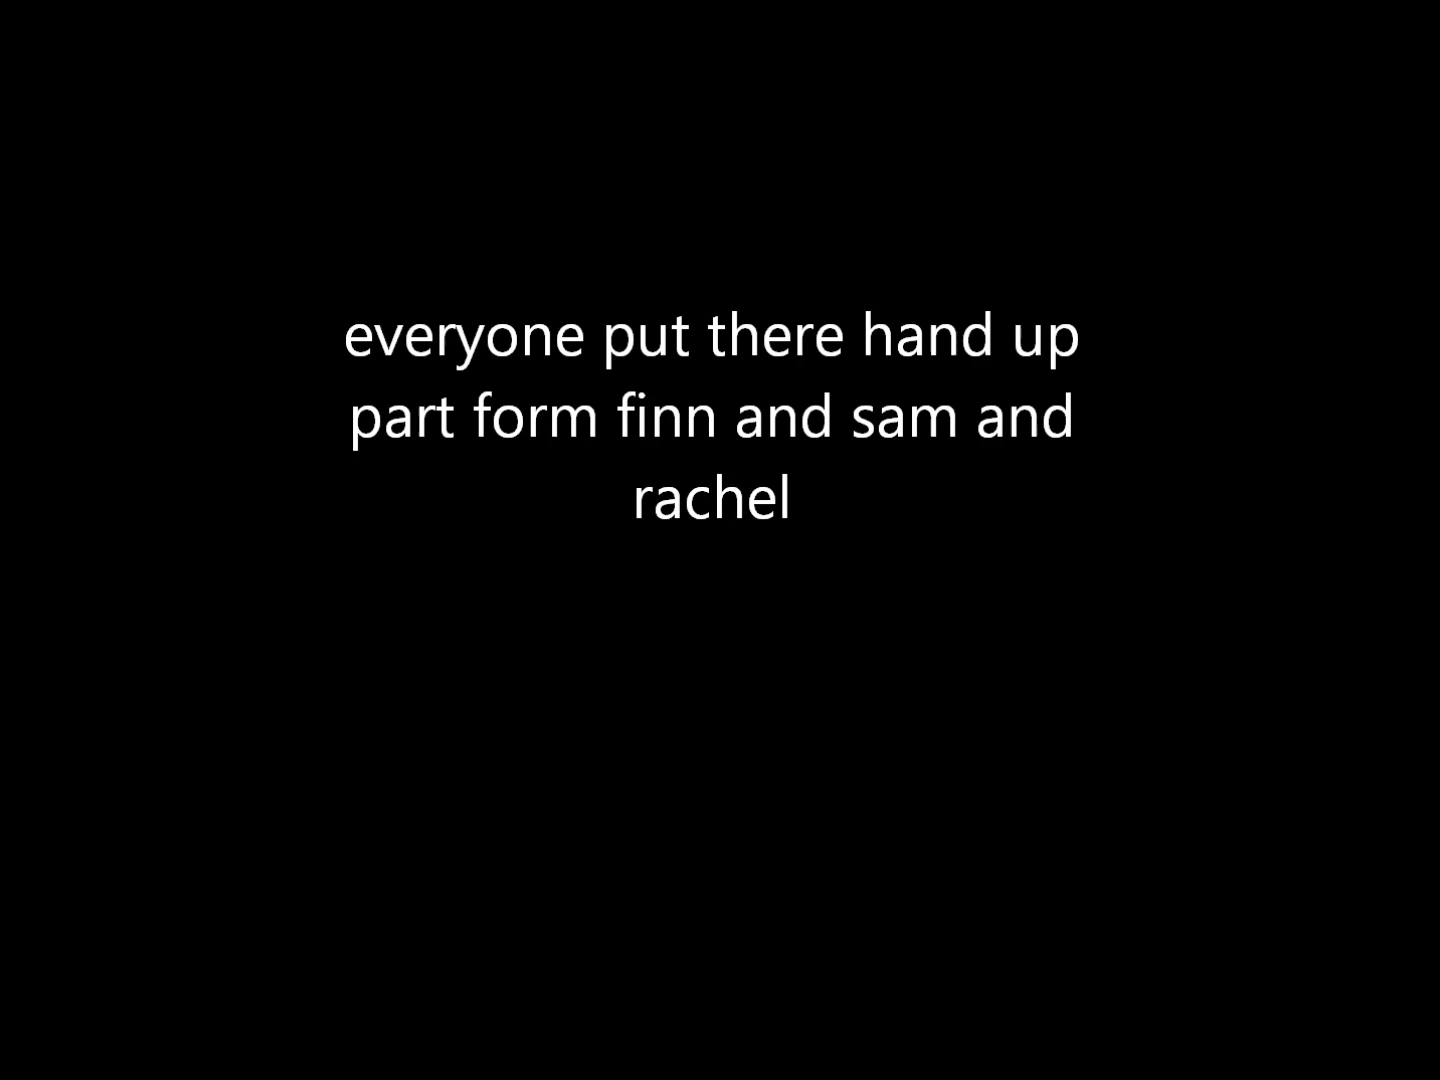 everyone put there hand up
part form finn and sam and
rachel